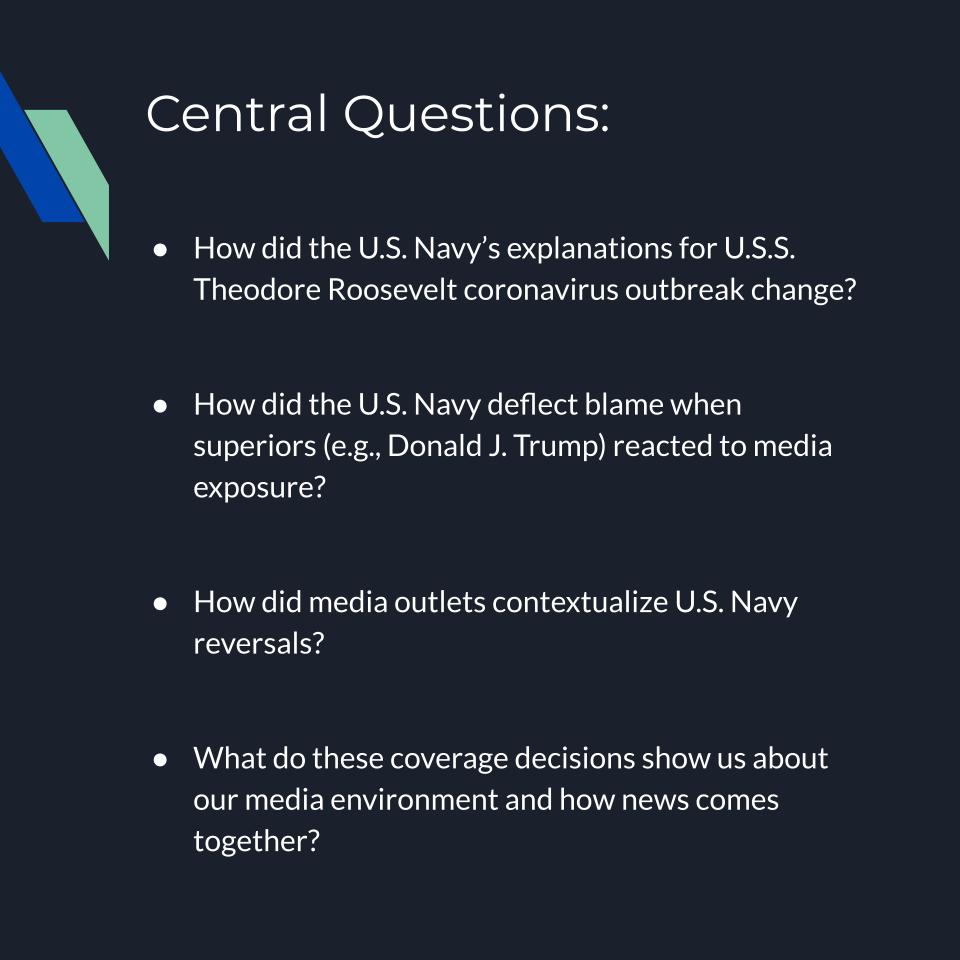 Central Questions:
● How did the U.S. Navy’s explanations for U.S.S.
Theodore Roosevelt coronavirus outbreak change?
● How did the U.S. Navy deflect blame when
superiors (e.g., Donald J. Trump) reacted to media
exposure?
● How did media outlets contextualize U.S. Navy
reversals?
● What do these coverage decisions show us about
our media environment and how news comes
together?